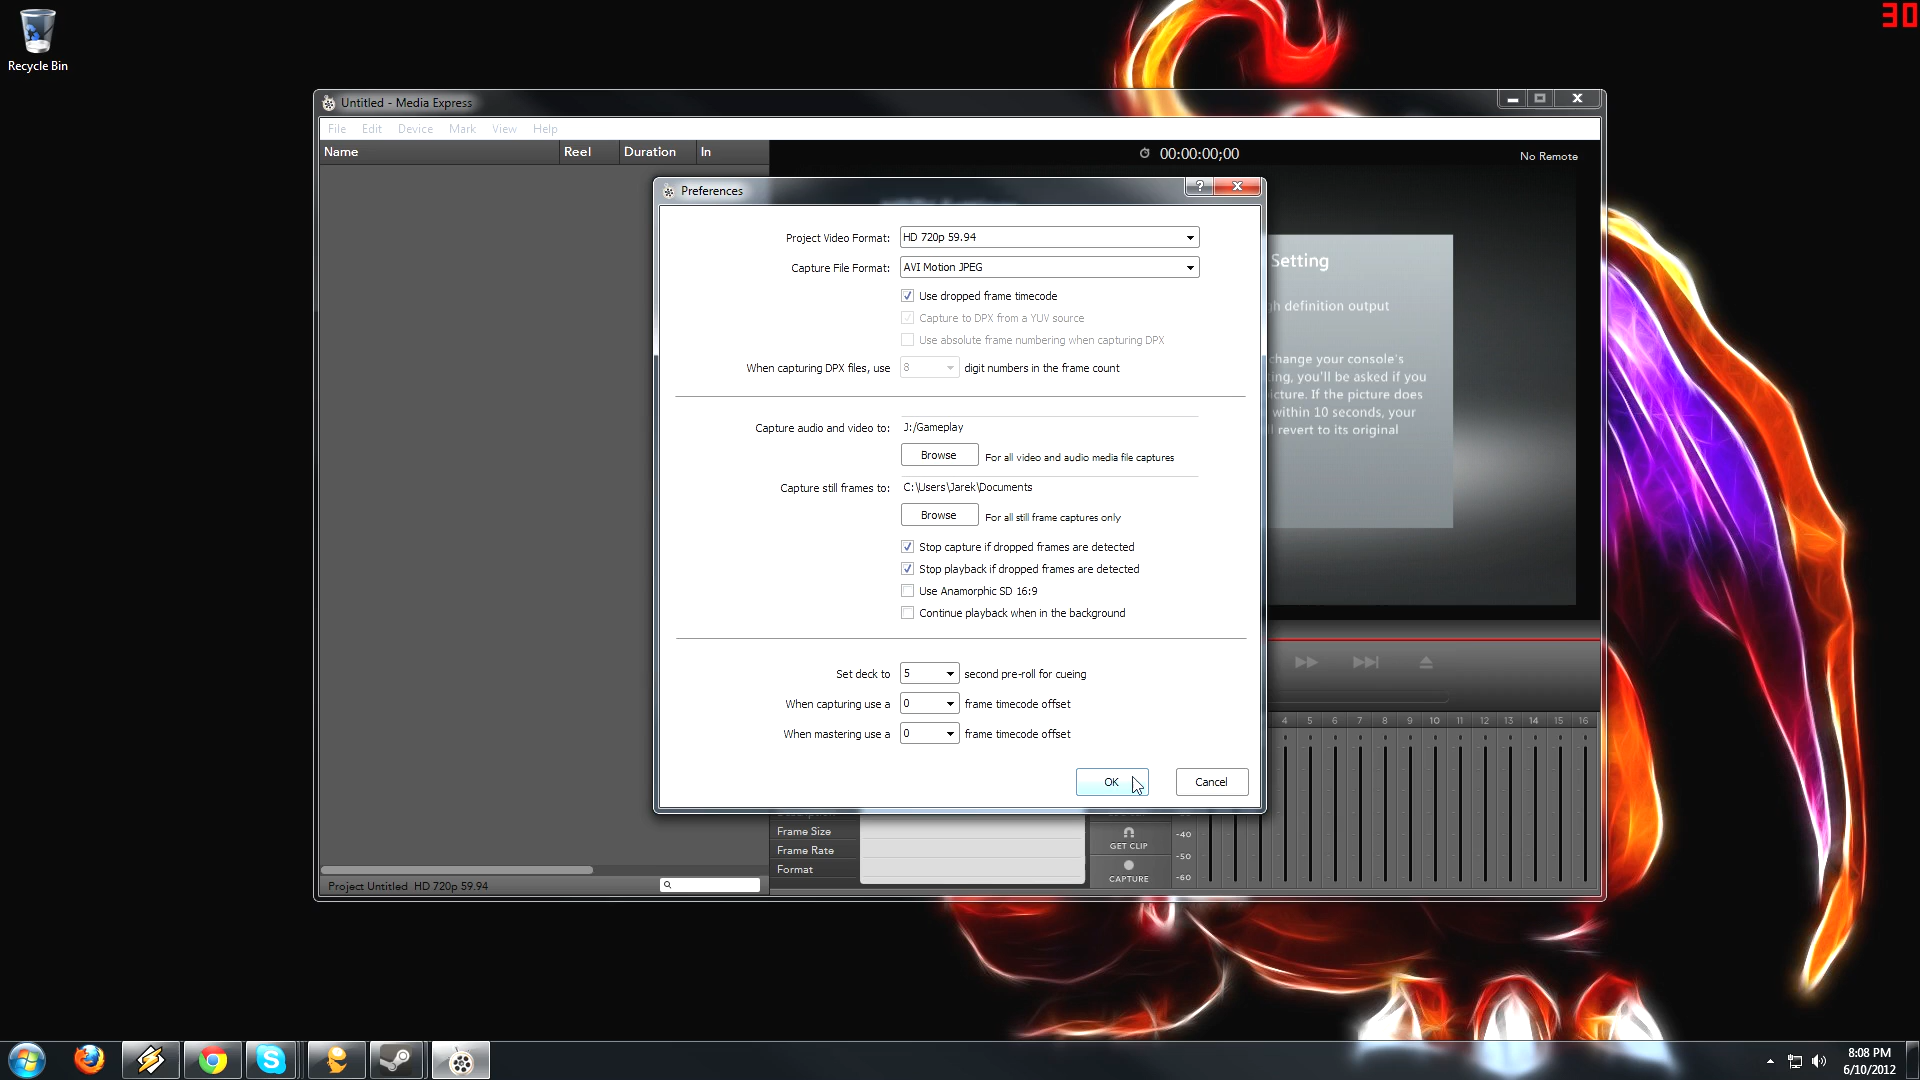 30
Recycle Bin
Untitled - Media Express
File Edit Device Mark View Help
Name Reel Duration In
00:00:00;00
No Remote
Preferences
?
Project Video Format: HD 720p 59.94
Capture File Format: AVI Motion JPEG
Use dropped frame timecode
Capture to DPX from a YUV source
Use absolute frame numbering when capturing DPX
When capturing DPX files, use 8 digit numbers in the frame count
Capture audio and video to: J:/Gameplay
Browse For all video and audio media file captures
Capture still frames to: C:\Users\Jarek\Documents
Browse For all still frame captures only
Stop capture if dropped frames are detected
Stop playback if dropped frames are detected
Use Anamorphic SD 16:9
Continue playback when in the background
Set deck to 5 second pre-roll for cueing
When capturing use a 0 frame timecode offset
When mastering use a 0 frame timecode offset
OK Cancel
Setting
definition output
change your console's
you'll be asked if you
If the picture does
within 10 seconds, your
revert to its original
4 5 6 7 8 9 10 11 12 13 14 15 16
Frame Size
Frame Rate
Format
GET CLIP
CAPTURE
-40
-50
-60
Project Untitled HD 720p 59.94
8:08 PM
6/10/2012